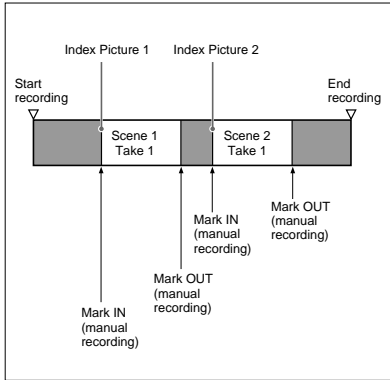 Index Picture 1
Index Picture 2
Start
recording
End
recording
Scene 1
Take 1
Scene 2
Take 1
Mark IN
(manual
recording)
Mark OUT
(manual
recording)
Mark OUT
(manual
recording)
Mark IN
(manual
recording)